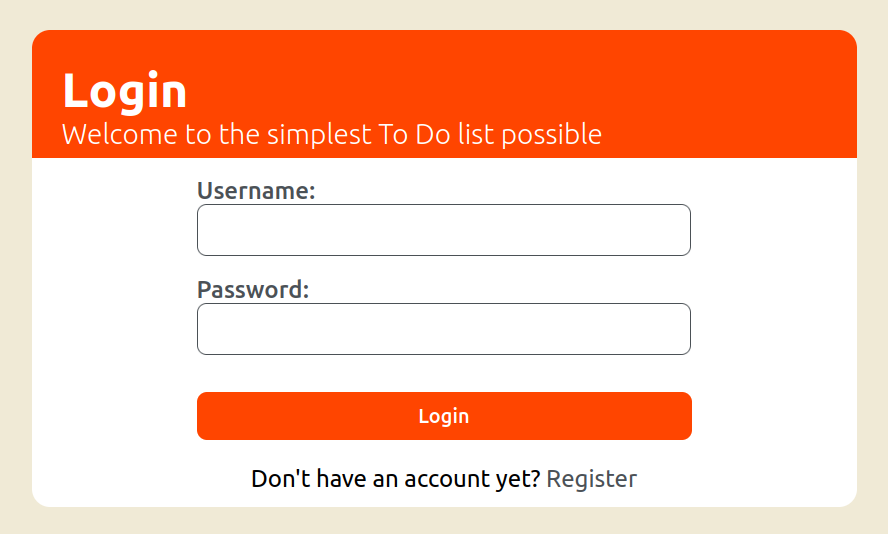 Login
Welcome to the simplest To Do list possible
Username:
Password:
Login
Don't have an account yet? Register